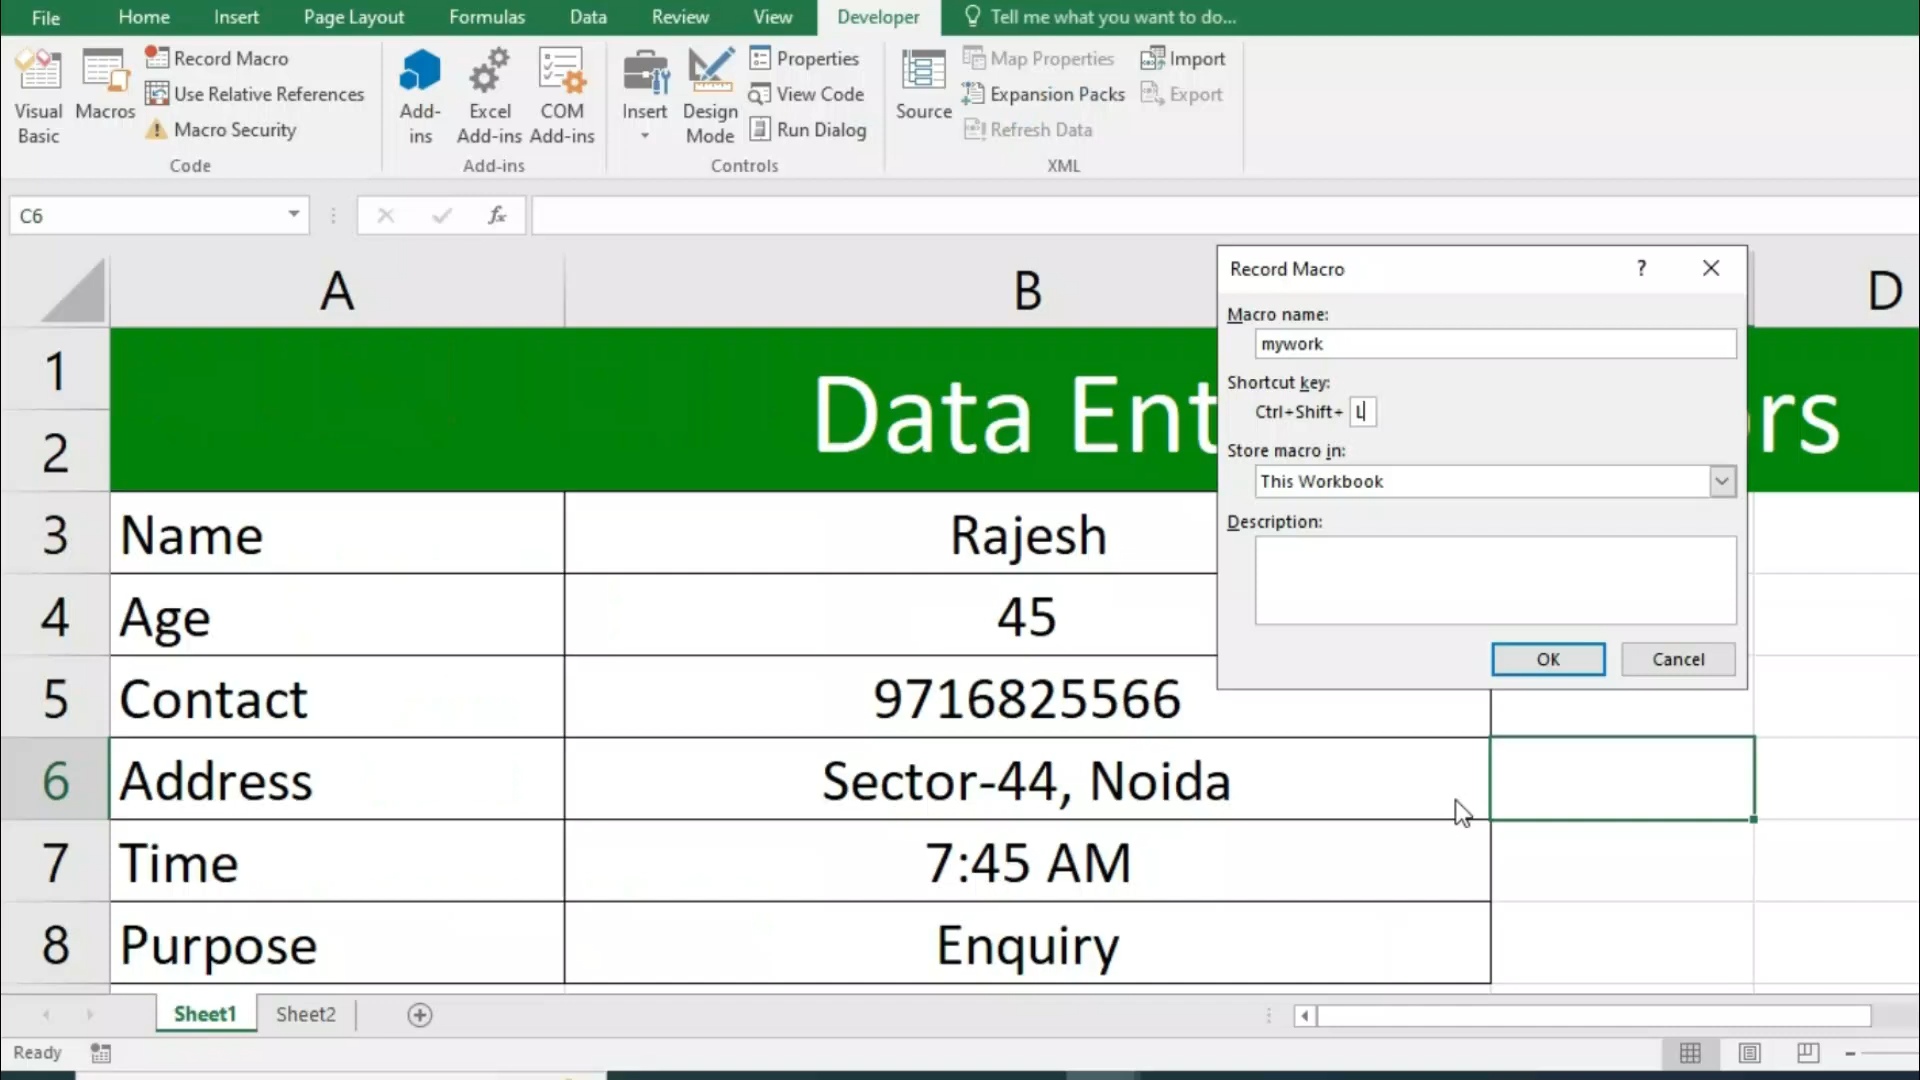 File Home Insert Page Layout Formulas Data Review View Developer Tell me what you want to do...
Visual Basic
Macros
Record Macro
Use Relative References
Macro Security
Code
Add-ins
Excel Add-ins
COM Add-ins
Add-ins
Insert
Design Mode
Properties
View Code
Run Dialog
Controls
Source
Map Properties
Expansion Packs
Refresh Data
Import
Export
XML
C6
fx
A B D
1
2
Data Ent
rs
3 Name Rajesh
4 Age 45
5 Contact 9716825566
6 Address Sector-44, Noida
7 Time 7:45 AM
8 Purpose Enquiry
Record Macro ?
Macro name:
mywork
Shortcut key:
Ctrl+Shift+ L
Store macro in:
This Workbook
Description:
OK Cancel
Sheet1 Sheet2
Ready